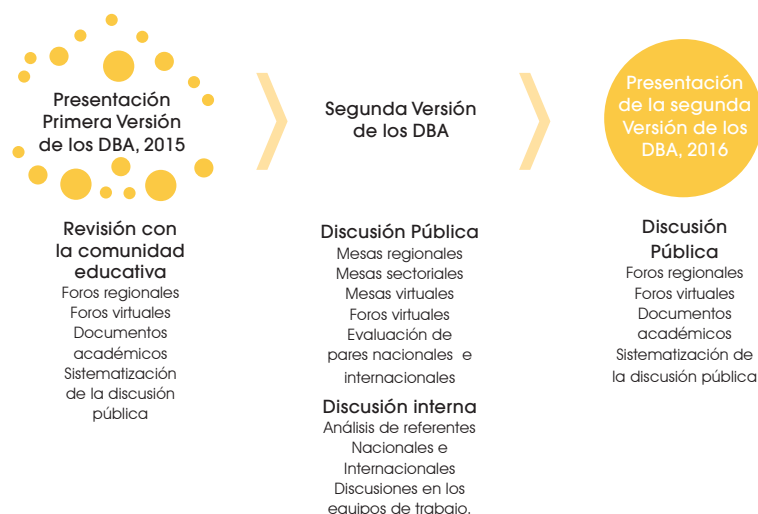 Presentación
Primera Versión
de los DBA, 2015
Revisión con
la comunidad
educativa
Foros regionales
Foros virtuales
Documentos
académicos
Sistematización
de la discusión
pública
Segunda Versión
de los DBA
Discusión Pública
Mesas regionales
Mesas sectoriales
Mesas virtuales
Foros virtuales
Evaluación de
pares nacionales e
internacionales
Discusión interna
Análisis de referentes
Nacionales e
Internacionales
Discusiones en los
equipos de trabajo.
Presentación
de la segunda
Versión de los
DBA, 2016
Discusión
Pública
Foros regionales
Foros virtuales
Documentos
académicos
Sistematización de
la discusión pública